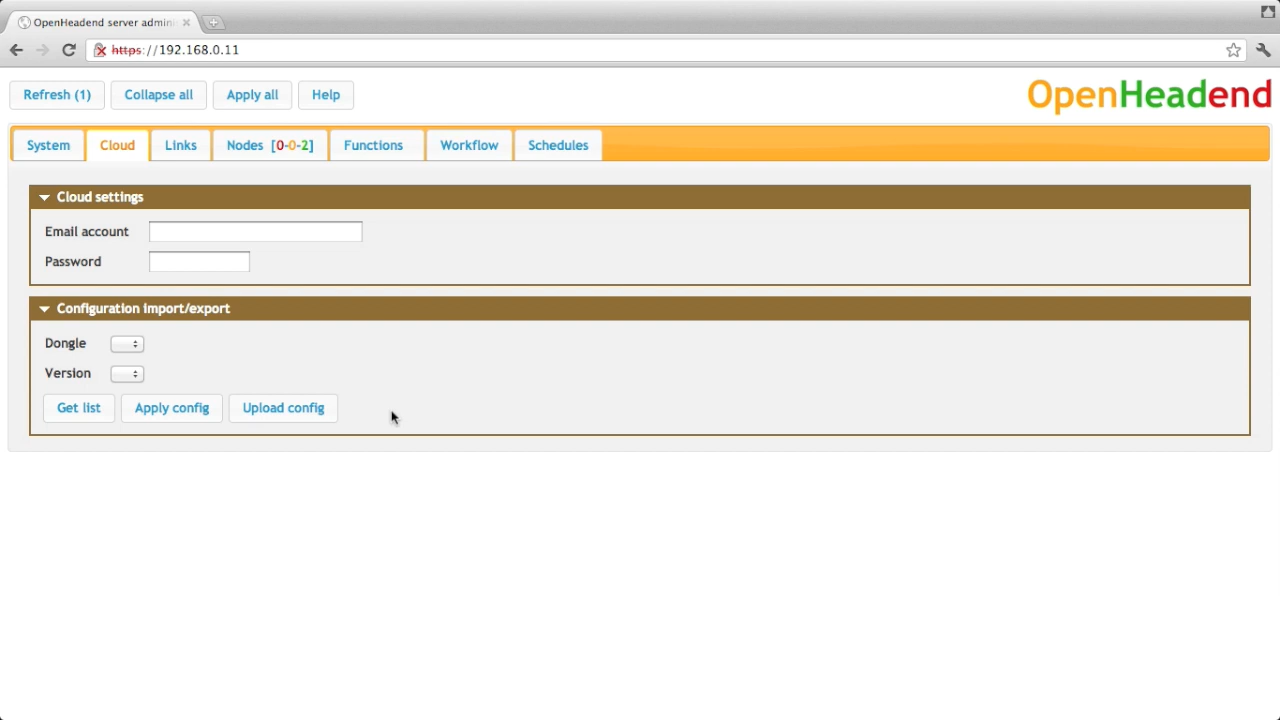 OpenHeadend server admin
https://192.168.0.11
Refresh (1) Collapse all Apply all Help
OpenHeadend
System Cloud Links Nodes [0-0-2] Functions Workflow Schedules
Cloud settings
Email account
Password
Configuration import/export
Dongle
Version
Get list Apply config Upload config